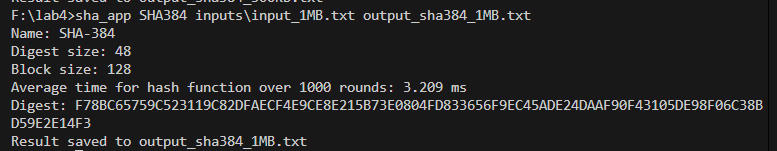 F:\lab4>sha_app SHA384 inputs\input_1MB.txt output_sha384_1MB.txt
Name: SHA-384
Digest size: 48
Block size: 128
Average time for hash function over 1000 rounds: 3.209 ms
Digest: F78BC65759C523119C82DFAECF4E9CE8E215B73E0804FD833656F9EC45ADE24DAAF90F43105DE98F06C38B
D59E2E14F3
Result saved to output_sha384_1MB.txt